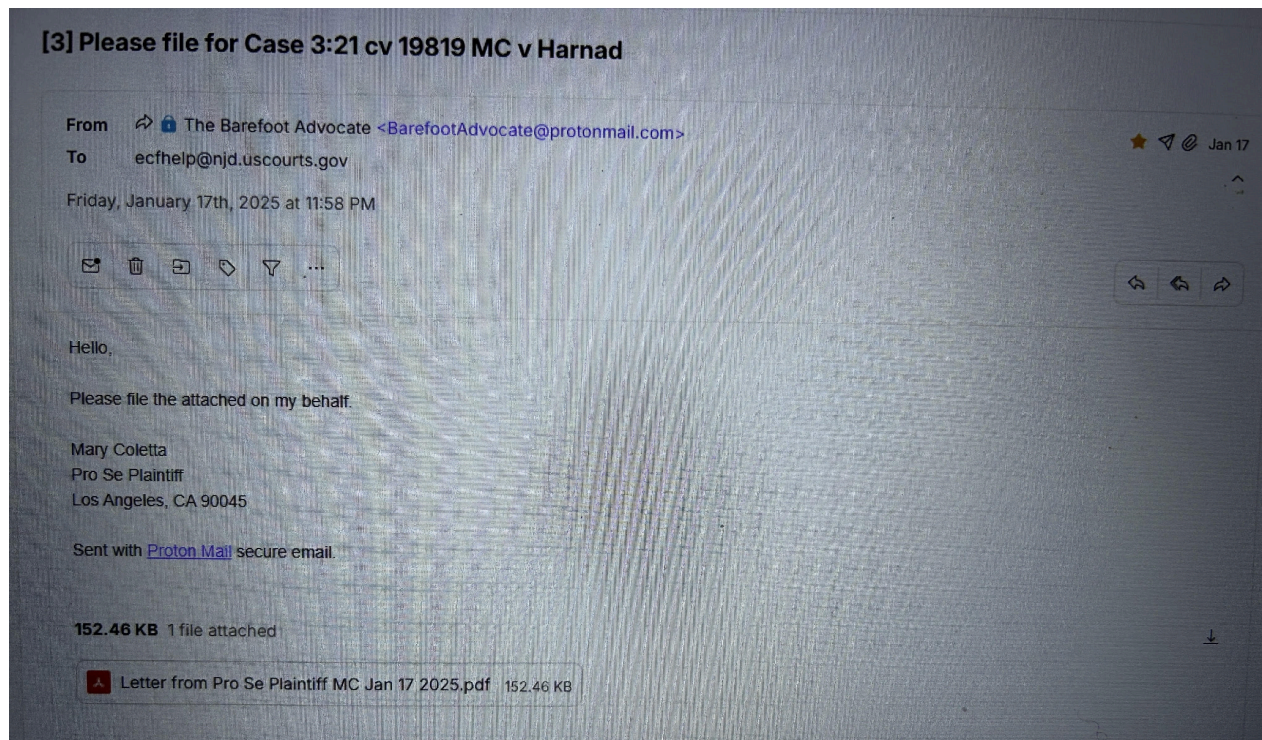 [3] Please file for Case 3:21 cv 19819 MC v Harnad
From The Barefoot Advocate <BarefootAdvocate@protonmail.com>
Jan 17
To ecfhelp@njd.uscourts.gov
Friday, January 17th, 2025 at 11:58 PM
...
Hello,
Please file the attached on my behalf.
Mary Coletta
Pro Se Plaintiff
Los Angeles, CA 90045
Sent with Proton Mail secure email.
152.46 KB 1 file attached
Letter from Pro Se Plaintiff MC Jan 17 2025.pdf 152.46 KB